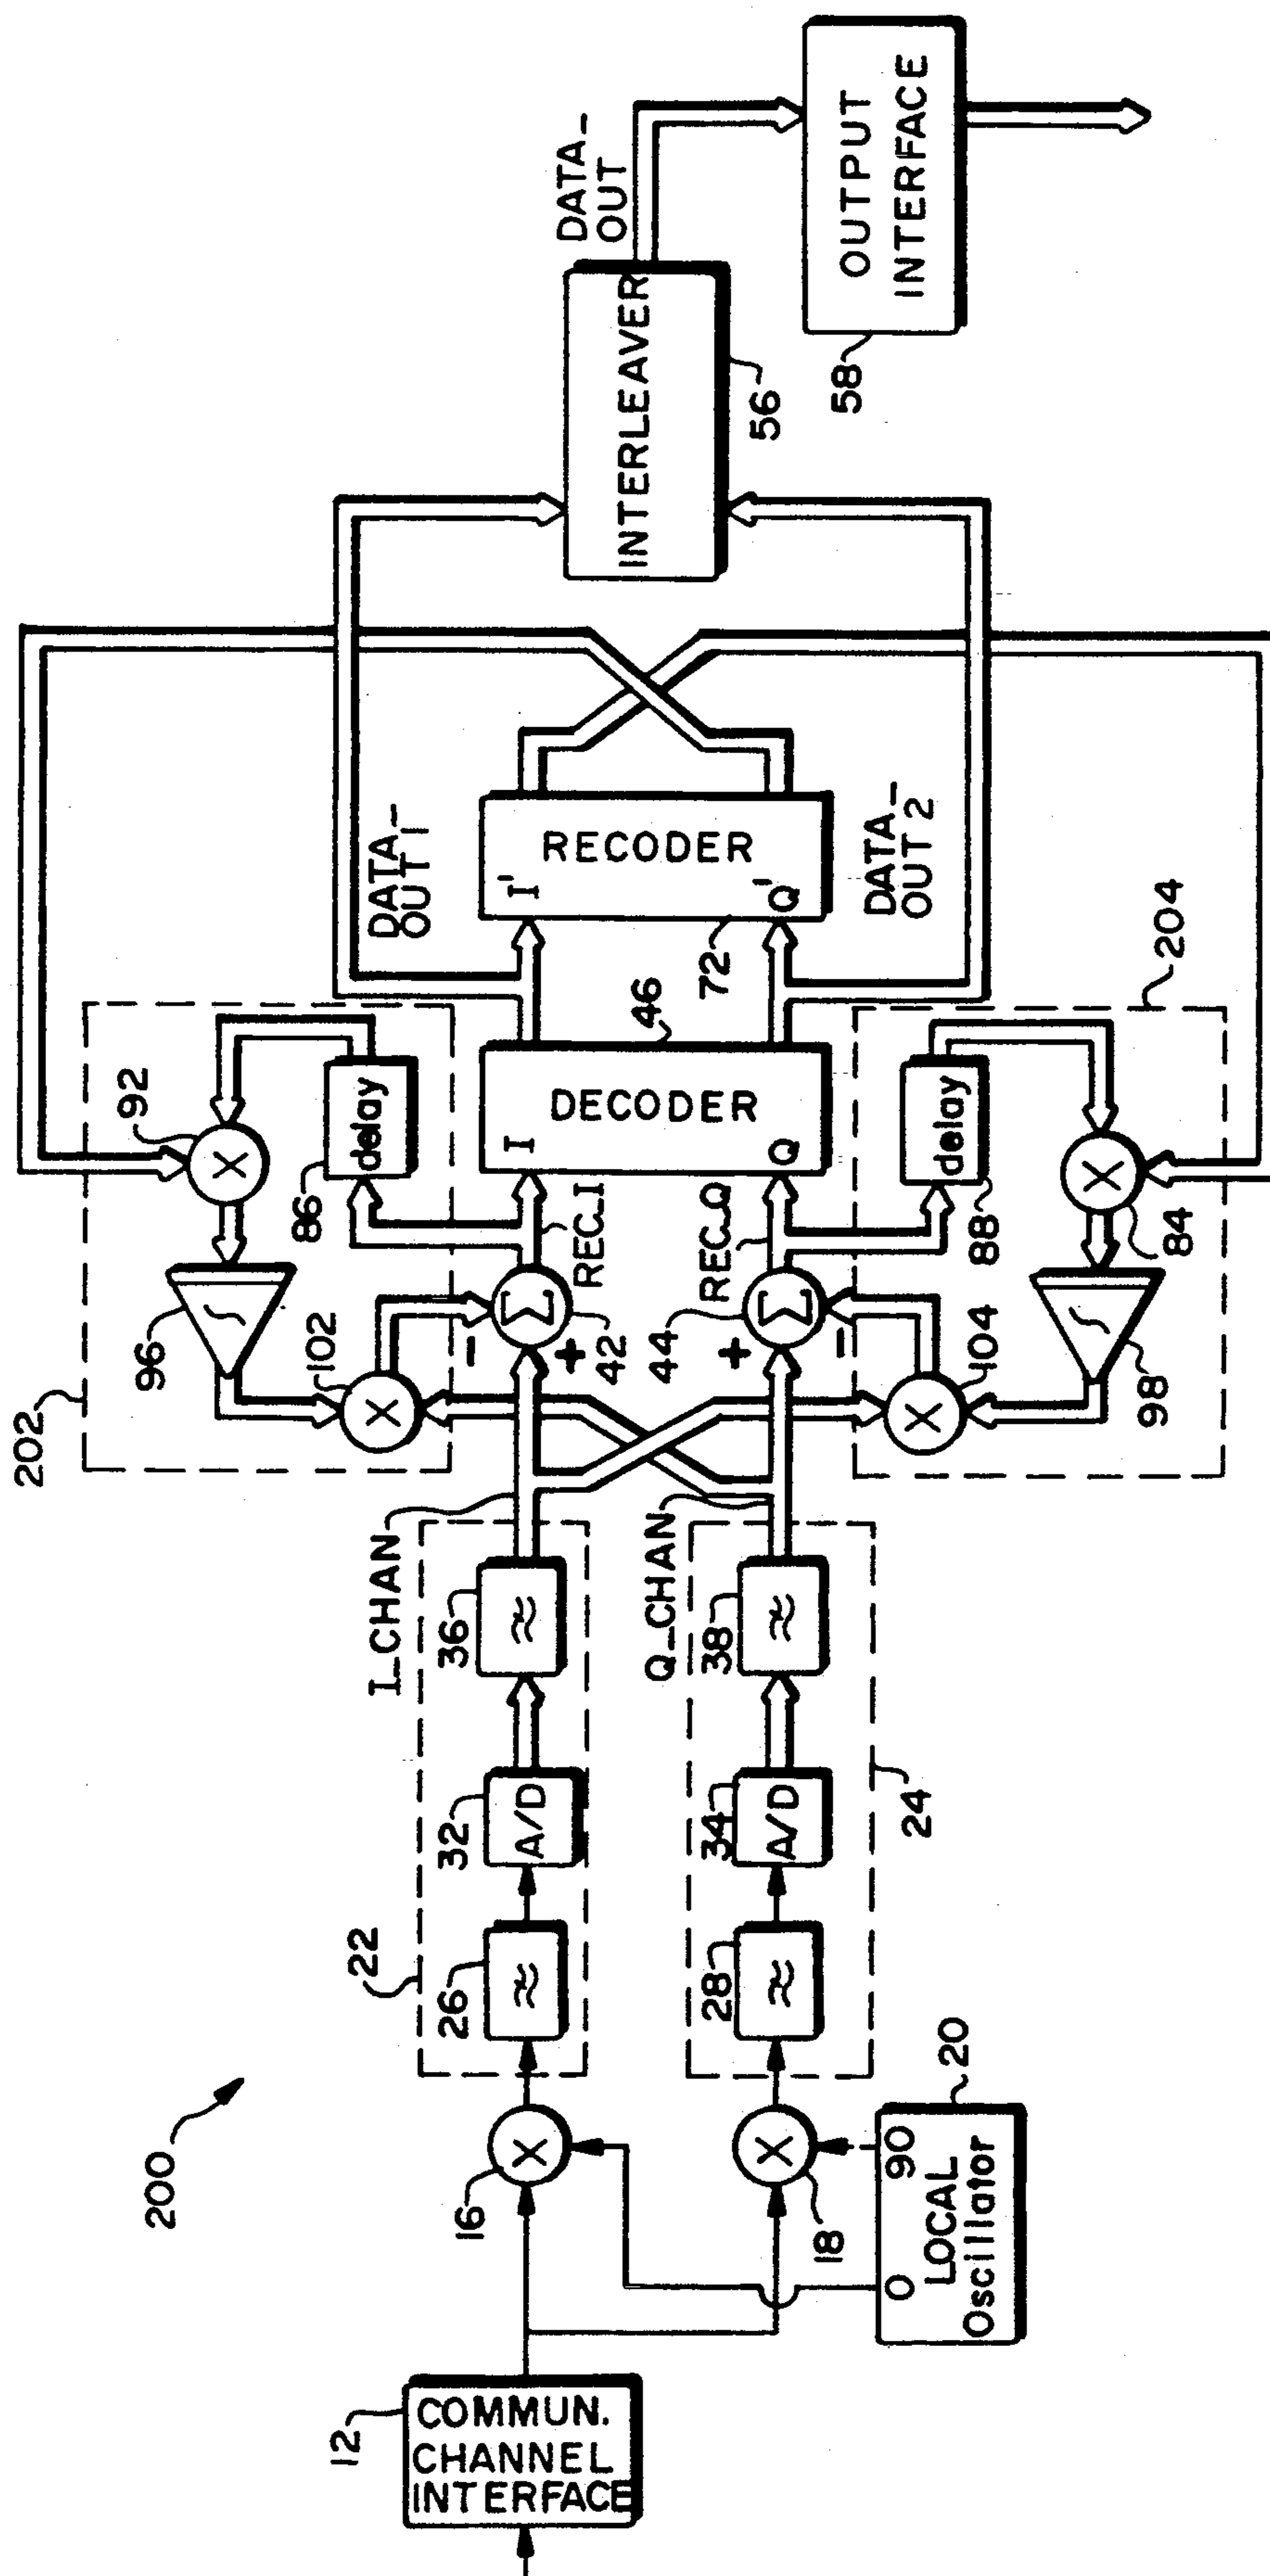 200
12
COMMUN.
CHANNEL
INTERFACE
16
X
18
X
0 90
LOCAL
Oscillator
20
22
26
≈
32
A/D
36
≈
I_CHAN
28
≈
34
A/D
38
≈
Q_CHAN
24
202
96
∫
102
X
92
X
86
delay
-
+
Σ
42
REC_I
44
+
-
Σ
REC_Q
I
Q
DECODER
46
104
X
98
∫
84
X
88
delay
204
DATA_
OUT 1
I'
Q'
RECODER
72
DATA_
OUT 2
INTERLEAVER
56
DATA_
OUT
OUTPUT
INTERFACE
58